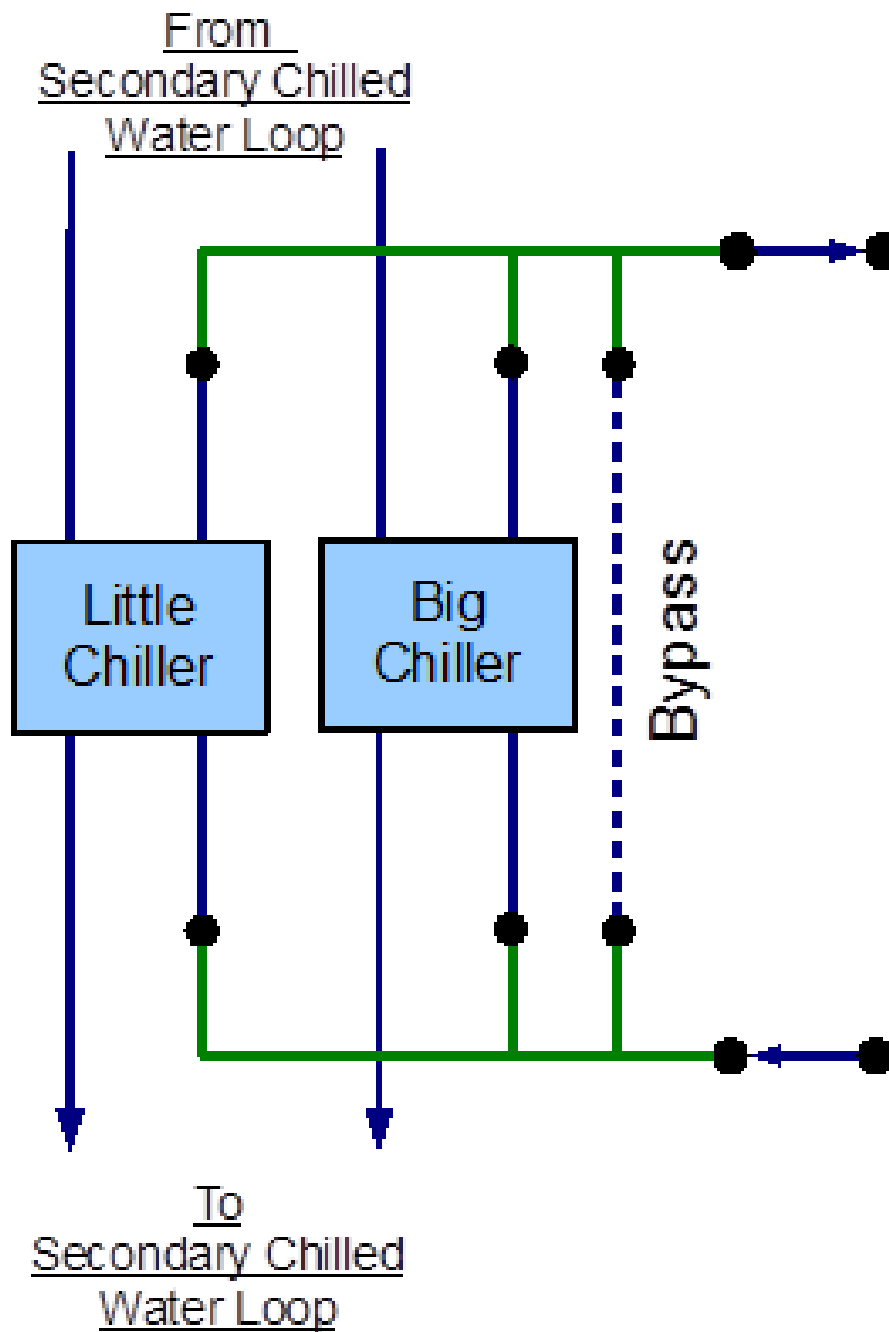 From
Secondary Chilled
Water Loop
Little
Chiller
Big
Chiller
Bypass
To
Secondary Chilled
Water Loop